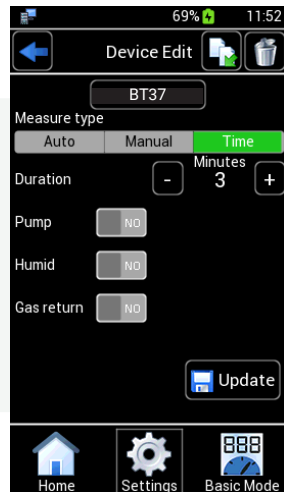 69% 11:52
Device Edit
BT37
Measure type
Auto Manual Time
Minutes
Duration - 3 +
Pump NO
Humid NO
Gas return NO
Update
888
Home Settings Basic Mode